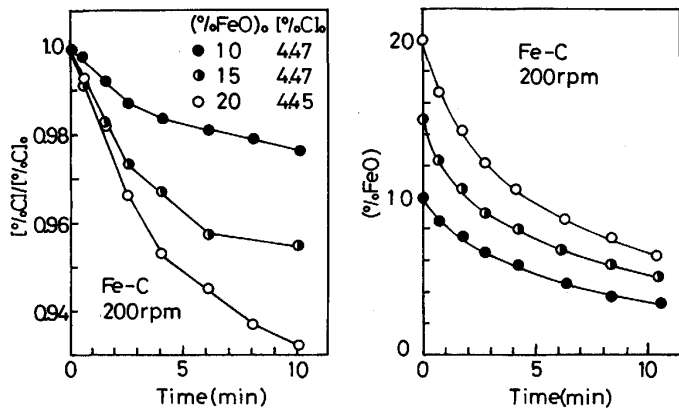 (%FeO)₀ [%C]₀
● 10 4.47
◑ 15 4.47
○ 20 4.45
1.0
0.98
0.96
0.94
[%C]/[%C]₀
Fe-C
200rpm
0 5 10
Time(min)
20
10
0
(%FeO)
Fe-C
200rpm
0 5 10
Time(min)